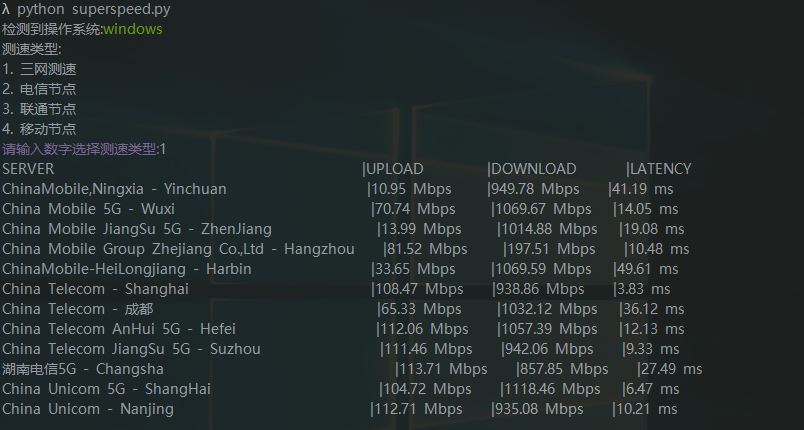 λ python superspeed.py
检测到操作系统:windows
测速类型:
1. 三网测速
2. 电信节点
3. 联通节点
4. 移动节点
请输入数字选择测速类型:1
SERVER |UPLOAD |DOWNLOAD |LATENCY
ChinaMobile,Ningxia - Yinchuan |10.95 Mbps |949.78 Mbps |41.19 ms
China Mobile 5G - Wuxi |70.74 Mbps |1069.67 Mbps |14.05 ms
China Mobile JiangSu 5G - ZhenJiang |13.99 Mbps |1014.88 Mbps |19.08 ms
China Mobile Group Zhejiang Co.,Ltd - Hangzhou |81.52 Mbps |197.51 Mbps |10.48 ms
ChinaMobile-HeiLongjiang - Harbin |33.65 Mbps |1069.59 Mbps |49.61 ms
China Telecom - Shanghai |108.47 Mbps |938.86 Mbps |3.83 ms
China Telecom - 成都 |65.33 Mbps |1032.12 Mbps |36.12 ms
China Telecom AnHui 5G - Hefei |112.06 Mbps |1057.39 Mbps |12.13 ms
China Telecom JiangSu 5G - Suzhou |111.46 Mbps |942.06 Mbps |9.33 ms
湖南电信5G - Changsha |113.71 Mbps |857.85 Mbps |27.49 ms
China Unicom 5G - ShangHai |104.72 Mbps |1118.46 Mbps |6.47 ms
China Unicom - Nanjing |112.71 Mbps |935.08 Mbps |10.21 ms